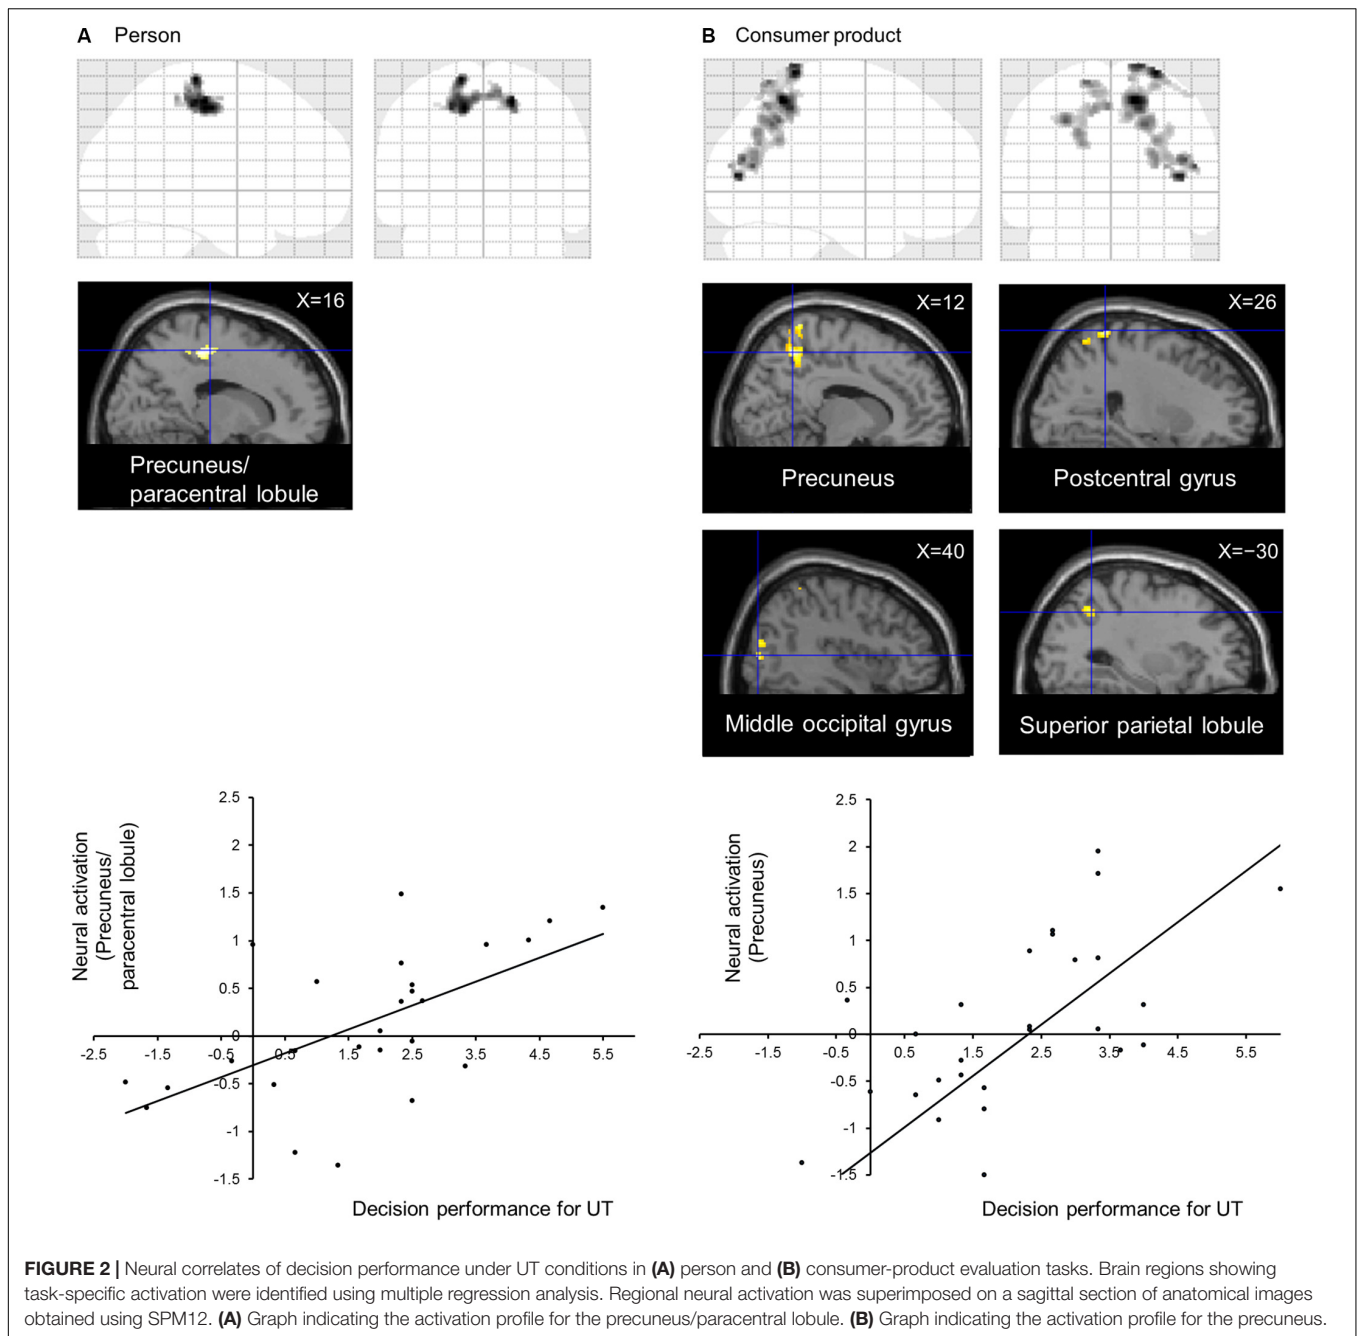 A Person
B Consumer product
X=16
Precuneus/
paracentral lobule
X=12
Precuneus
X=26
Postcentral gyrus
X=40
Middle occipital gyrus
X=−30
Superior parietal lobule
Neural activation
(Precuneus/
paracentral lobule)
2.5
2
1.5
1
0.5
0
-2.5 -1.5 -0.5 0.5 1.5 2.5 3.5 4.5 5.5
-0.5
-1
-1.5
Decision performance for UT
Neural activation
(Precuneus)
2.5
2
1.5
1
0.5
0
-2.5 -1.5 -0.5 0.5 1.5 2.5 3.5 4.5 5.5
-0.5
-1
-1.5
Decision performance for UT
FIGURE 2 | Neural correlates of decision performance under UT conditions in (A) person and (B) consumer-product evaluation tasks. Brain regions showing
task-specific activation were identified using multiple regression analysis. Regional neural activation was superimposed on a sagittal section of anatomical images
obtained using SPM12. (A) Graph indicating the activation profile for the precuneus/paracentral lobule. (B) Graph indicating the activation profile for the precuneus.